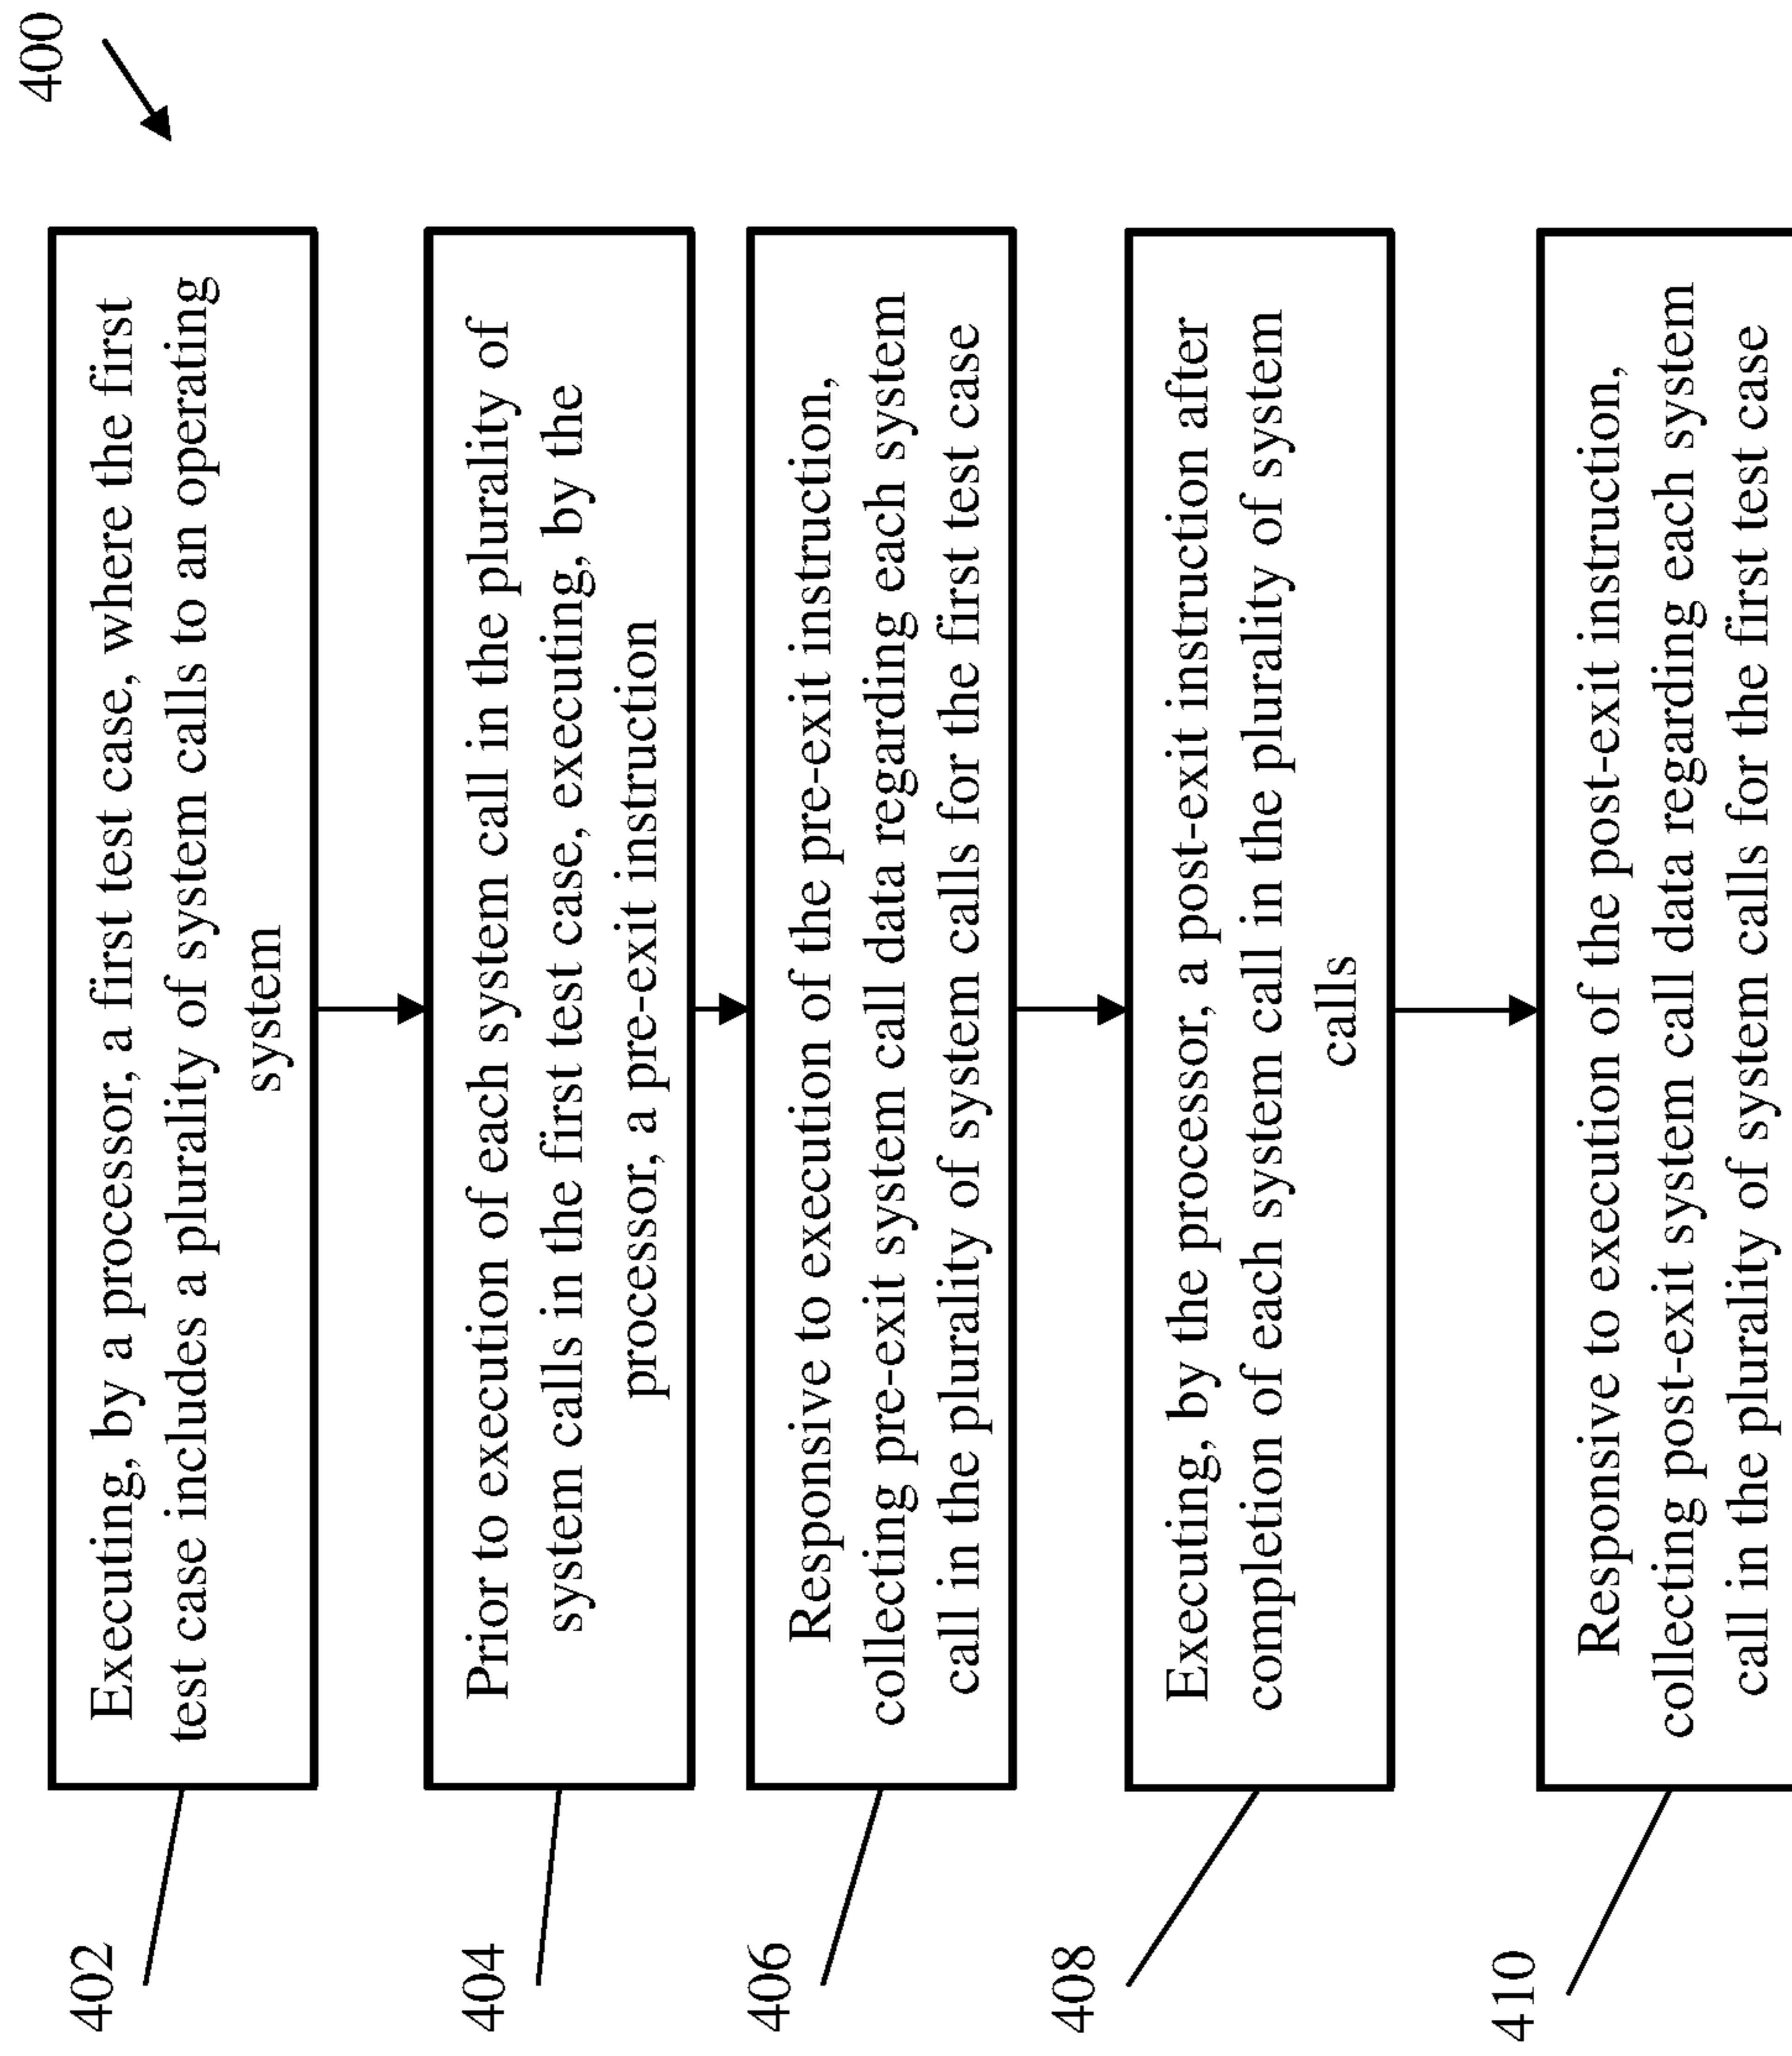 400
402
Executing, by a processor, a first test case, where the first
test case includes a plurality of system calls to an operating
system
404
Prior to execution of each system call in the plurality of
system calls in the first test case, executing, by the
processor, a pre-exit instruction
406
Responsive to execution of the pre-exit instruction,
collecting pre-exit system call data regarding each system
call in the plurality of system calls for the first test case
408
Executing, by the processor, a post-exit instruction after
completion of each system call in the plurality of system
calls
410
Responsive to execution of the post-exit instruction,
collecting post-exit system call data regarding each system
call in the plurality of system calls for the first test case